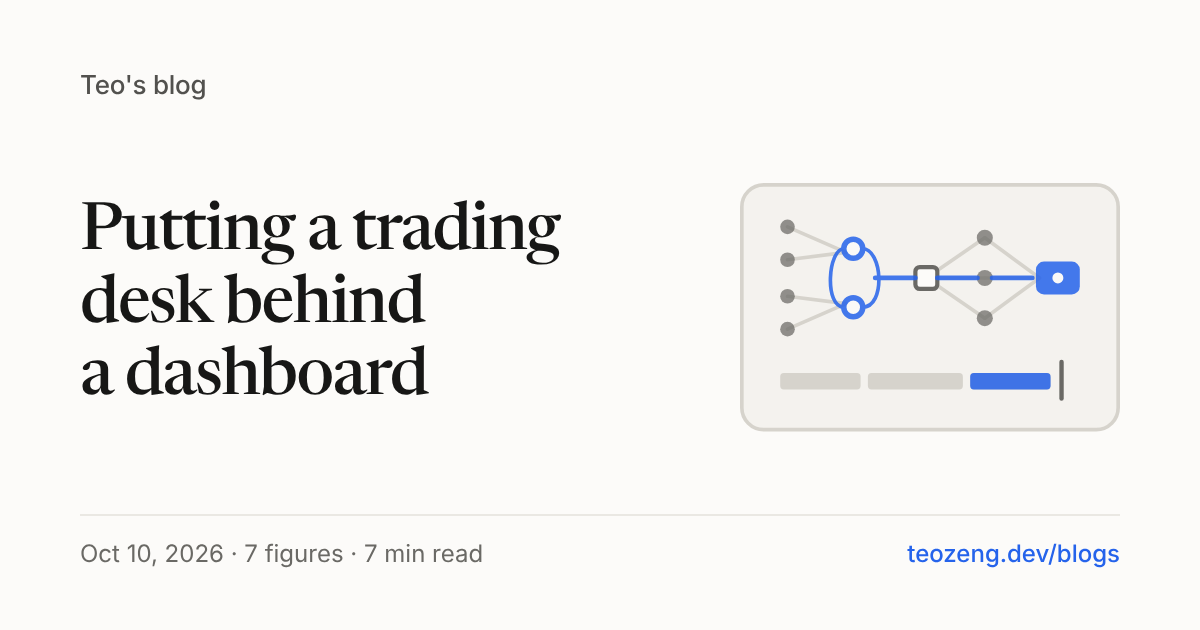 Teo's blog
Putting a trading
desk behind
a dashboard
Oct 10, 2026 · 7 figures · 7 min read
teozeng.dev/blogs